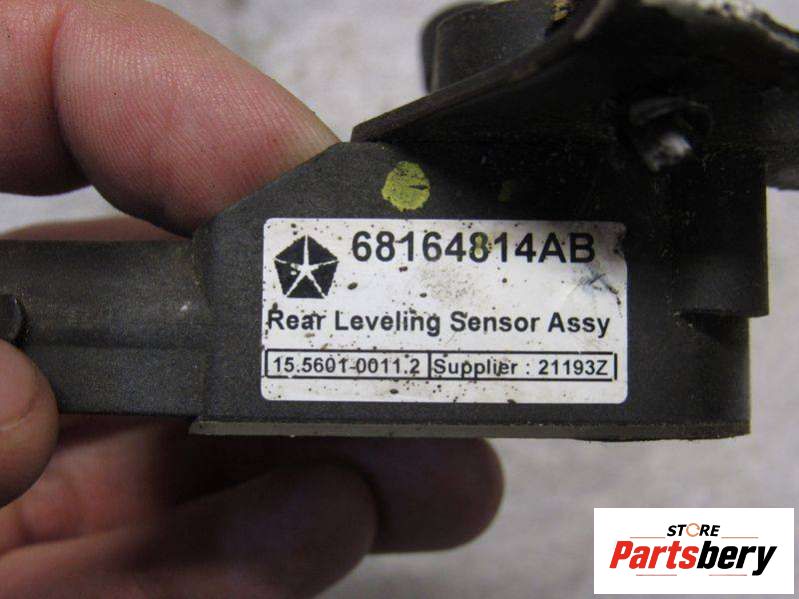 68164814AB
Rear Leveling Sensor Assy
15.5601-0011.2 Supplier : 21193Z
STORE
Partsbery